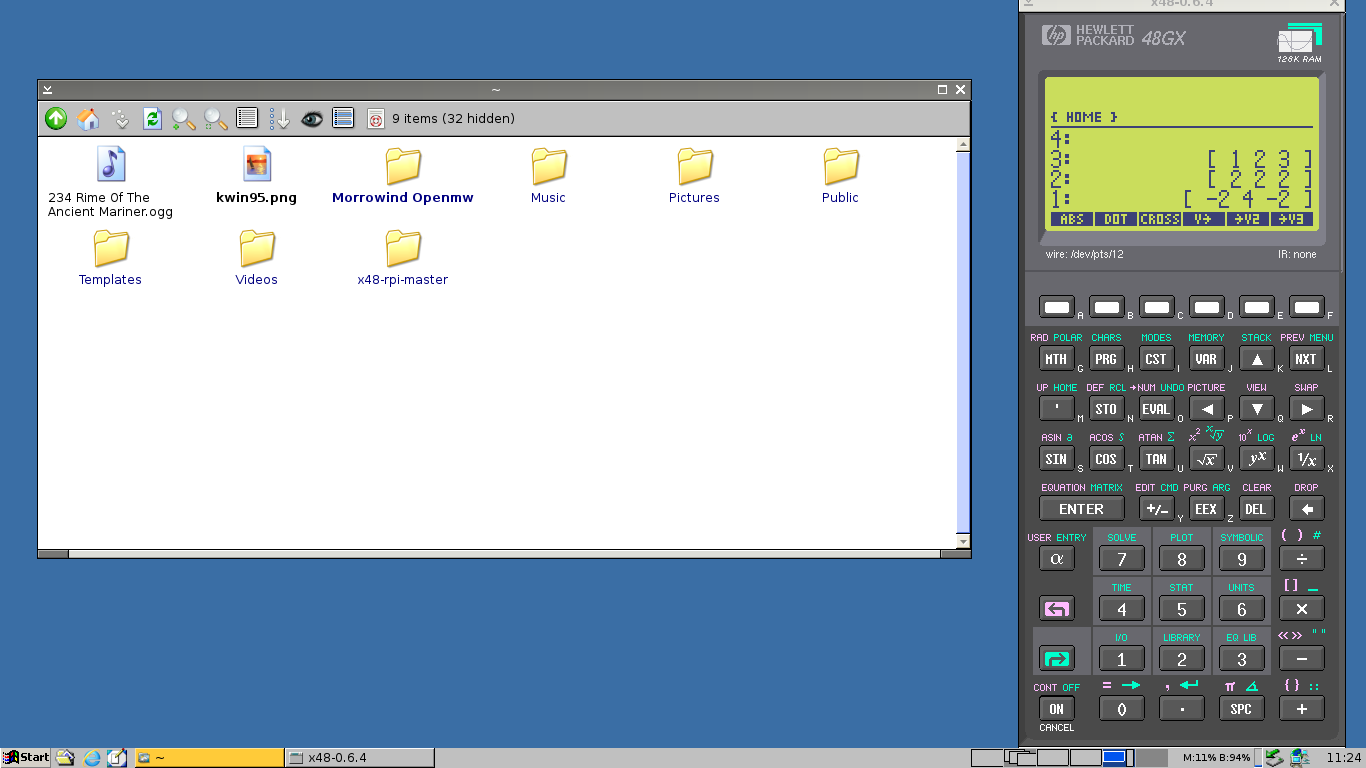 x48-0.6.4
HEWLETT
PACKARD 48GX
hp
128K RAM
~
9 items (32 hidden)
234 Rime Of The
Ancient Mariner.ogg
kwin95.png
Morrowind Openmw
Music
Pictures
Public
Templates
Videos
x48-rpi-master
{ HOME }
4:
3: [ 1 2 3 ]
2: [ 2 2 2 ]
1: [ -2 4 -2 ]
ABS DOT CROSS V→ →V2 →V3
wire: /dev/pts/12 IR: none
A B C D E F
RAD POLAR CHARS MODES MEMORY STACK PREV MENU
MTH G PRG H CST I VAR J ▲ K NXT L
UP HOME DEF RCL →NUM UNDO PICTURE VIEW SWAP
' M STO N EVAL O ◀ P ▼ Q ▶ R
ASIN ∂ ACOS ∫ ATAN Σ x² ˣ√y 10ˣ LOG eˣ LN
SIN S COS T TAN U √x V yˣ W 1/x X
EQUATION MATRIX EDIT CMD PURG ARG CLEAR DROP
ENTER +/− Y EEX Z DEL ←
USER ENTRY SOLVE PLOT SYMBOLIC ( ) #
α 7 8 9 ÷
TIME STAT UNITS [ ] _
4 5 6 ×
I/O LIBRARY EQ LIB « » " "
1 2 3 −
CONT OFF = → , ↵ π ∠ { } : :
ON 0 . SPC +
CANCEL
Start ~ x48-0.6.4 M:11% B:94% 11:24